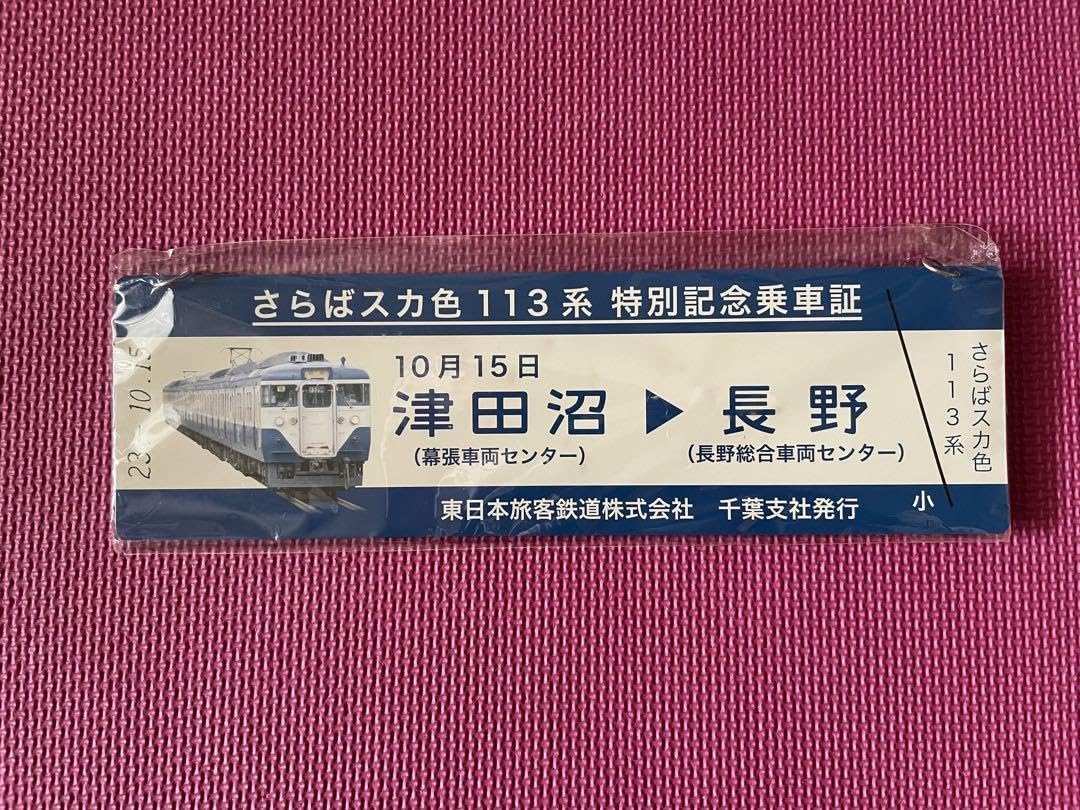 さらばスカ色113系 特別記念乗車証
23.-10.15
10月15日
津田沼 ▶ 長野
(幕張車両センター) (長野総合車両センター)
東日本旅客鉄道株式会社 千葉支社発行
小
さらばスカ色
113系